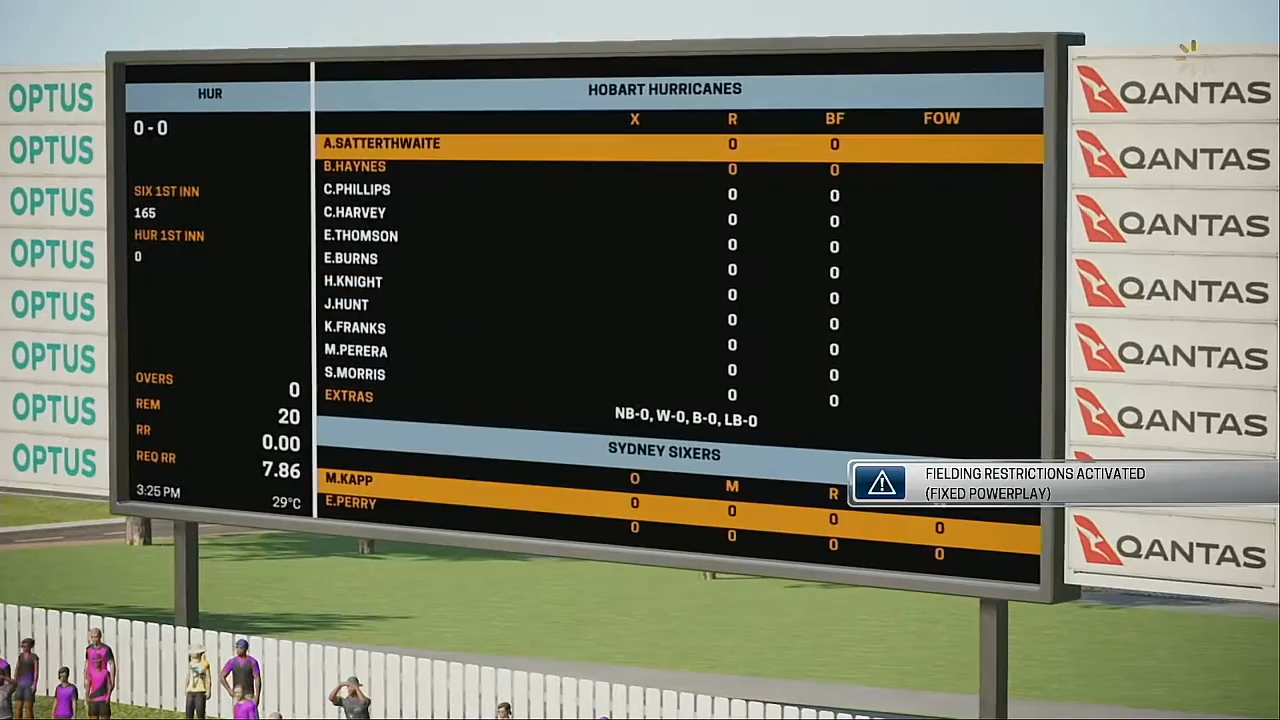 OPTUS
OPTUS
OPTUS
OPTUS
OPTUS
OPTUS
OPTUS
OPTUS
HUR
0 - 0
SIX 1ST INN
165
HUR 1ST INN
0
OVERS 0
REM 20
RR 0.00
REQ RR 7.86
3:25 PM 29°C
HOBART HURRICANES
X R BF FOW
A.SATTERTHWAITE 0 0
B.HAYNES 0 0
C.PHILLIPS 0 0
C.HARVEY 0 0
E.THOMSON 0 0
E.BURNS 0 0
H.KNIGHT 0 0
J.HUNT 0 0
K.FRANKS 0 0
M.PERERA 0 0
S.MORRIS 0 0
EXTRAS
NB-0, W-0, B-0, LB-0
SYDNEY SIXERS
O M R
M.KAPP 0 0 0 0
E.PERRY 0 0 0 0
FIELDING RESTRICTIONS ACTIVATED
(FIXED POWERPLAY)
QANTAS
QANTAS
QANTAS
QANTAS
QANTAS
QANTAS
QANTAS